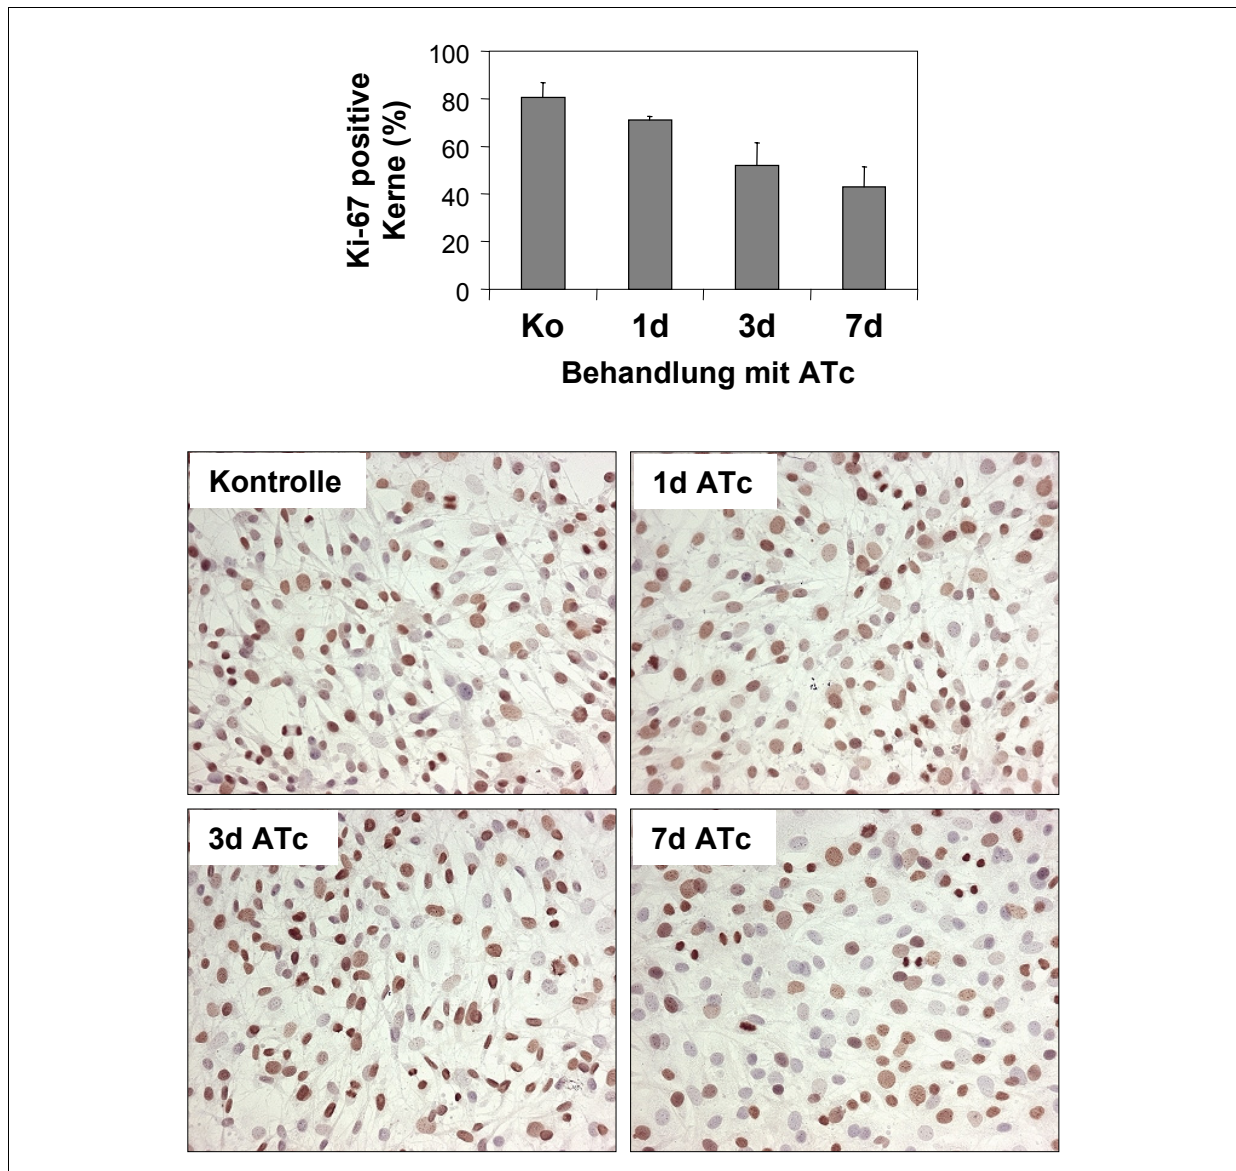 Ki-67 positive
Kerne (%)
100
80
60
40
20
0
Ko 1d 3d 7d
Behandlung mit ATc
Kontrolle
1d ATc
3d ATc
7d ATc